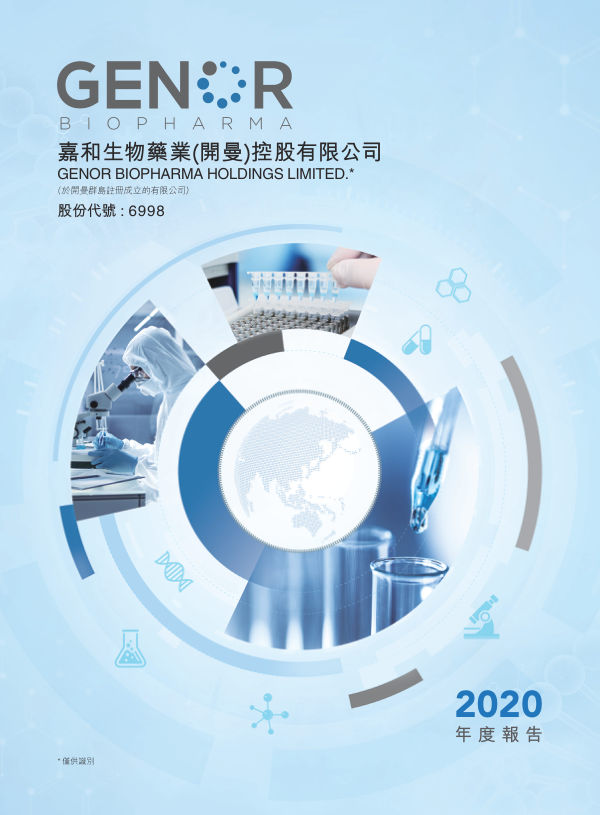 GENOR
BIOPHARMA
嘉和生物藥業(開曼)控股有限公司
GENOR BIOPHARMA HOLDINGS LIMITED.*
(於開曼群島註冊成立的有限公司)
股份代號 : 6998
2020
年度報告
* 僅供識別